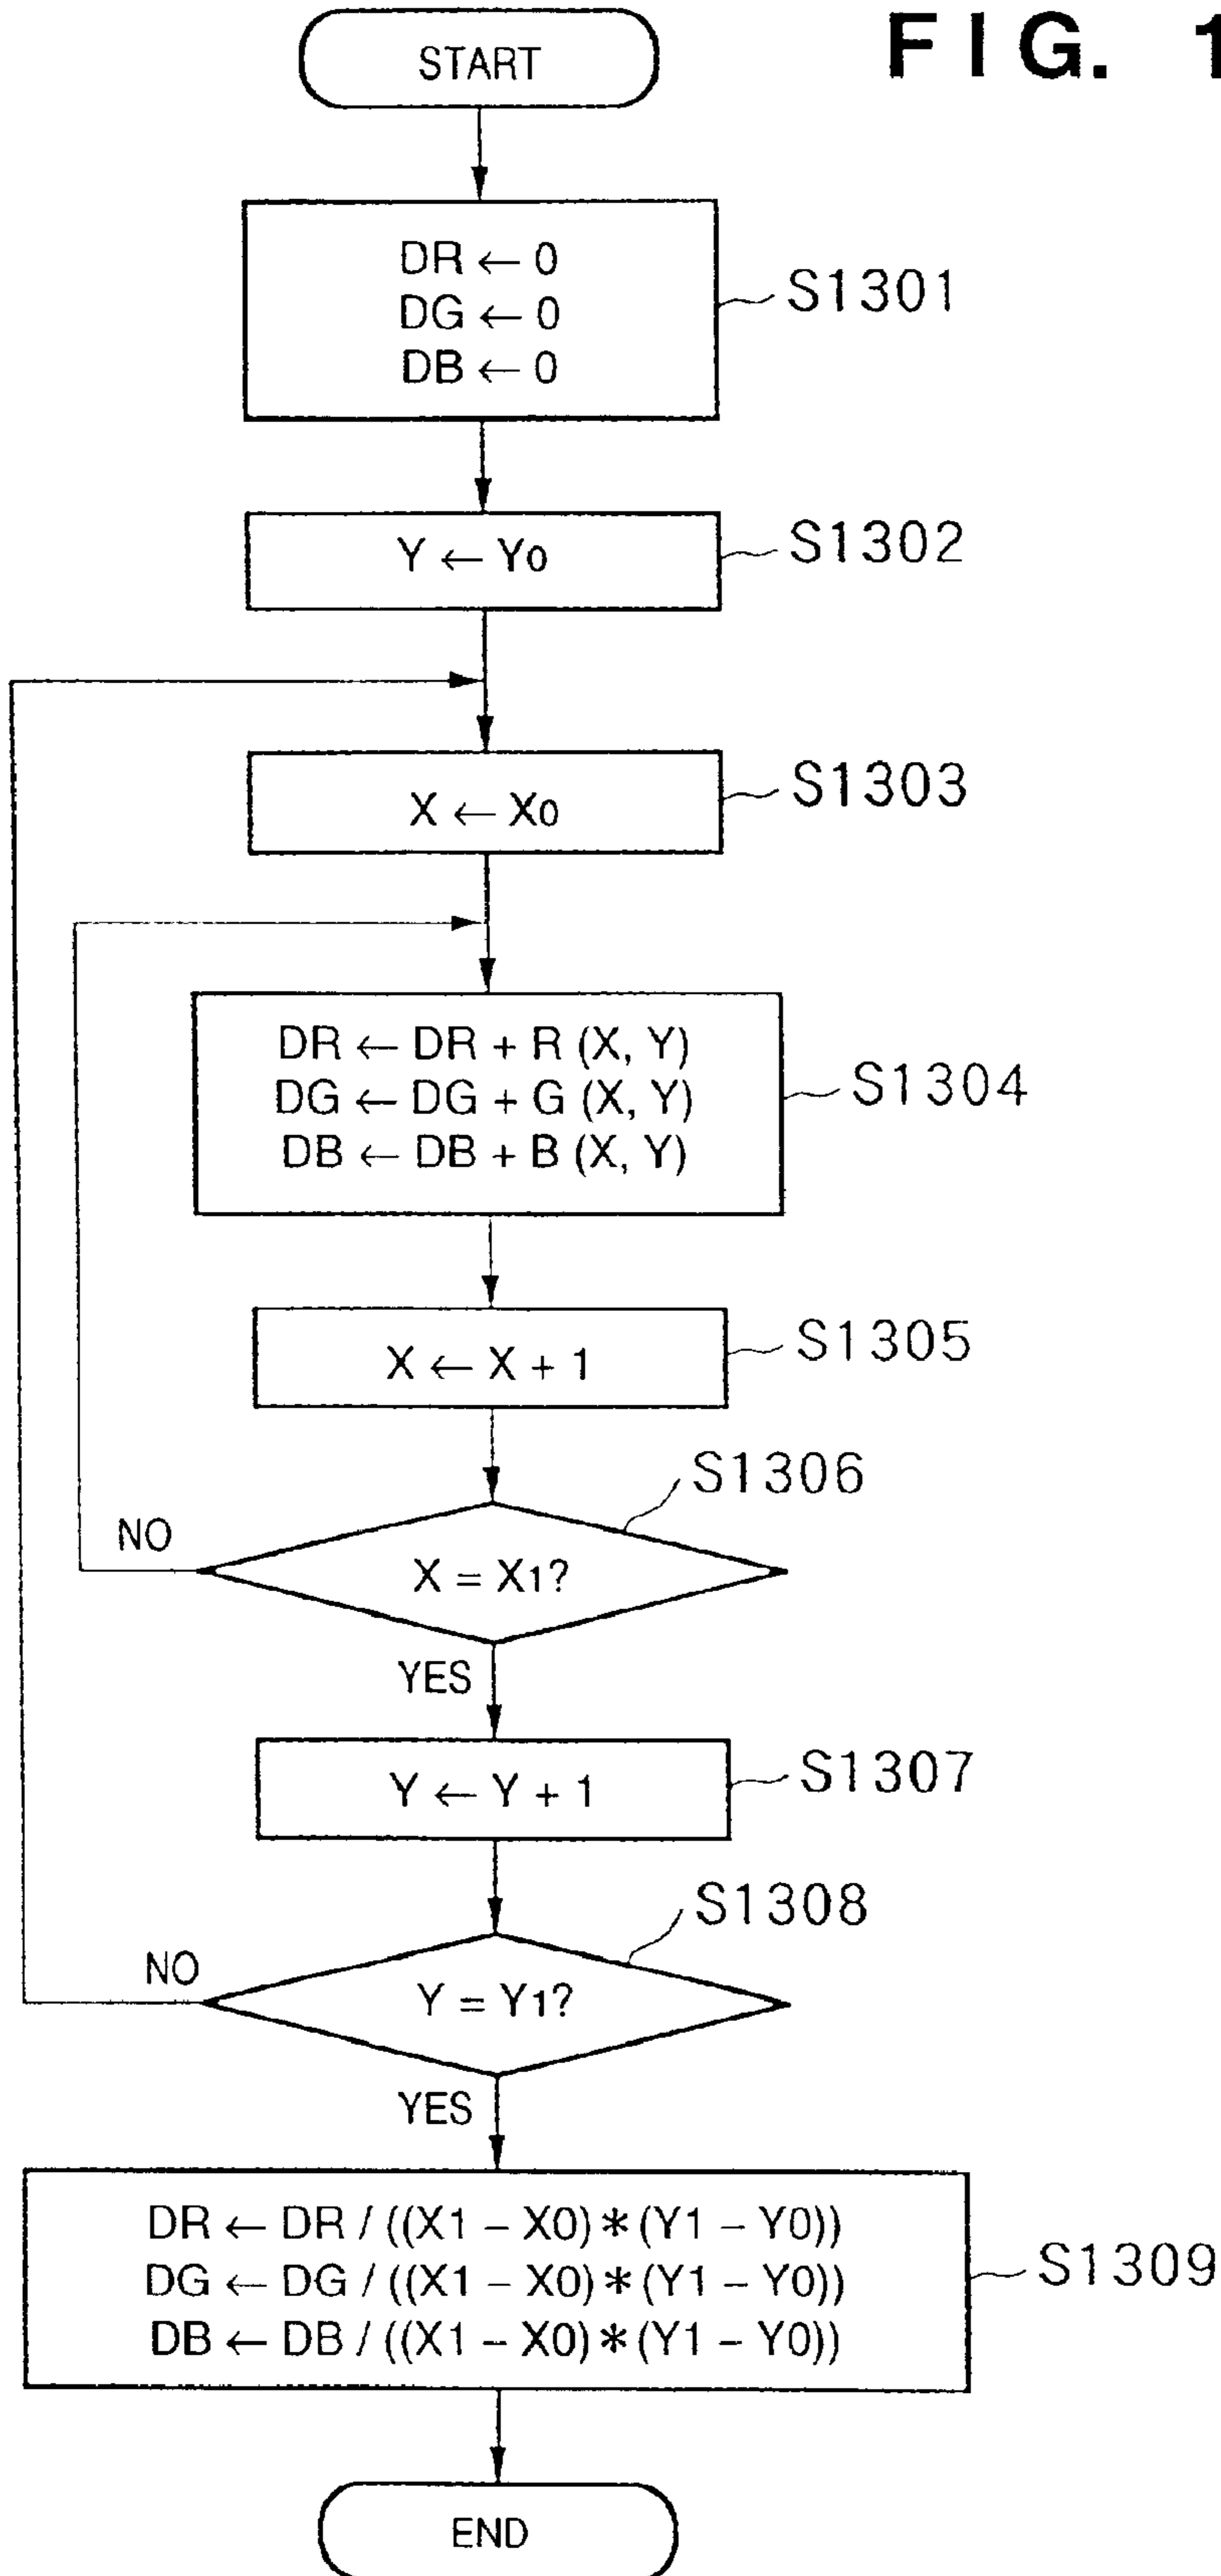 FIG. 1
START
DR ← 0
DG ← 0
DB ← 0
S1301
Y ← Y0
S1302
X ← X0
S1303
DR ← DR + R (X, Y)
DG ← DG + G (X, Y)
DB ← DB + B (X, Y)
S1304
X ← X + 1
S1305
S1306
NO
X = X1?
YES
Y ← Y + 1
S1307
S1308
NO
Y = Y1?
YES
DR ← DR / ((X1 – X0) * (Y1 – Y0))
DG ← DG / ((X1 – X0) * (Y1 – Y0))
DB ← DB / ((X1 – X0) * (Y1 – Y0))
S1309
END